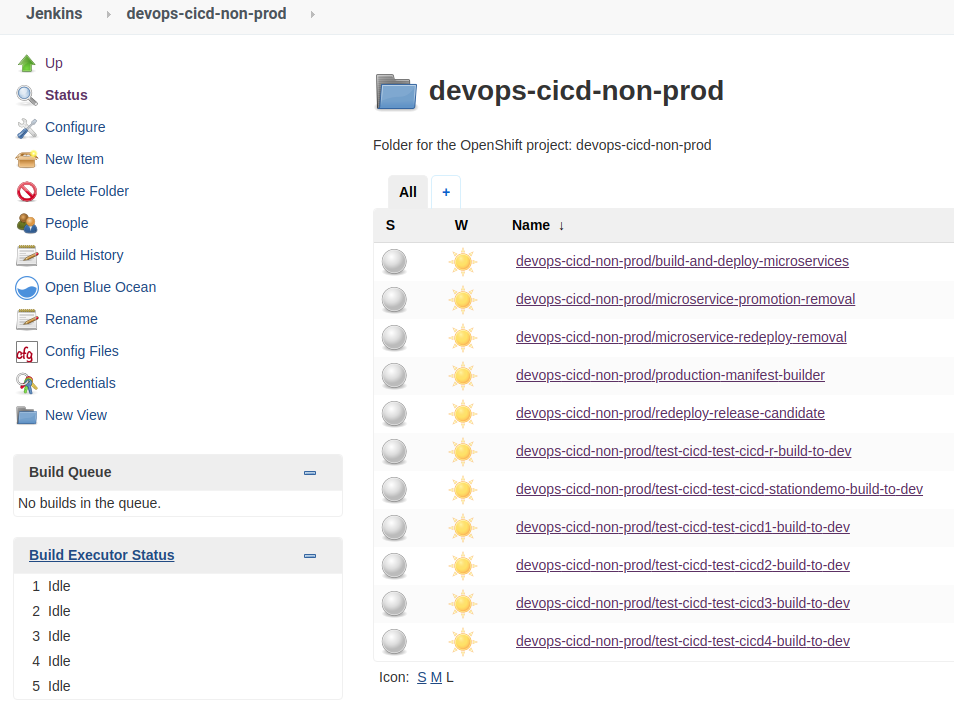 Jenkins devops-cicd-non-prod
Up
Status
Configure
New Item
Delete Folder
People
Build History
Open Blue Ocean
Rename
cfg Config Files
Credentials
New View
Build Queue
No builds in the queue.
Build Executor Status
1 Idle
2 Idle
3 Idle
4 Idle
5 Idle
devops-cicd-non-prod
Folder for the OpenShift project: devops-cicd-non-prod
All +
S W Name ↓
devops-cicd-non-prod/build-and-deploy-microservices
devops-cicd-non-prod/microservice-promotion-removal
devops-cicd-non-prod/microservice-redeploy-removal
devops-cicd-non-prod/production-manifest-builder
devops-cicd-non-prod/redeploy-release-candidate
devops-cicd-non-prod/test-cicd-test-cicd-r-build-to-dev
devops-cicd-non-prod/test-cicd-test-cicd-stationdemo-build-to-dev
devops-cicd-non-prod/test-cicd-test-cicd1-build-to-dev
devops-cicd-non-prod/test-cicd-test-cicd2-build-to-dev
devops-cicd-non-prod/test-cicd-test-cicd3-build-to-dev
devops-cicd-non-prod/test-cicd-test-cicd4-build-to-dev
Icon: S M L